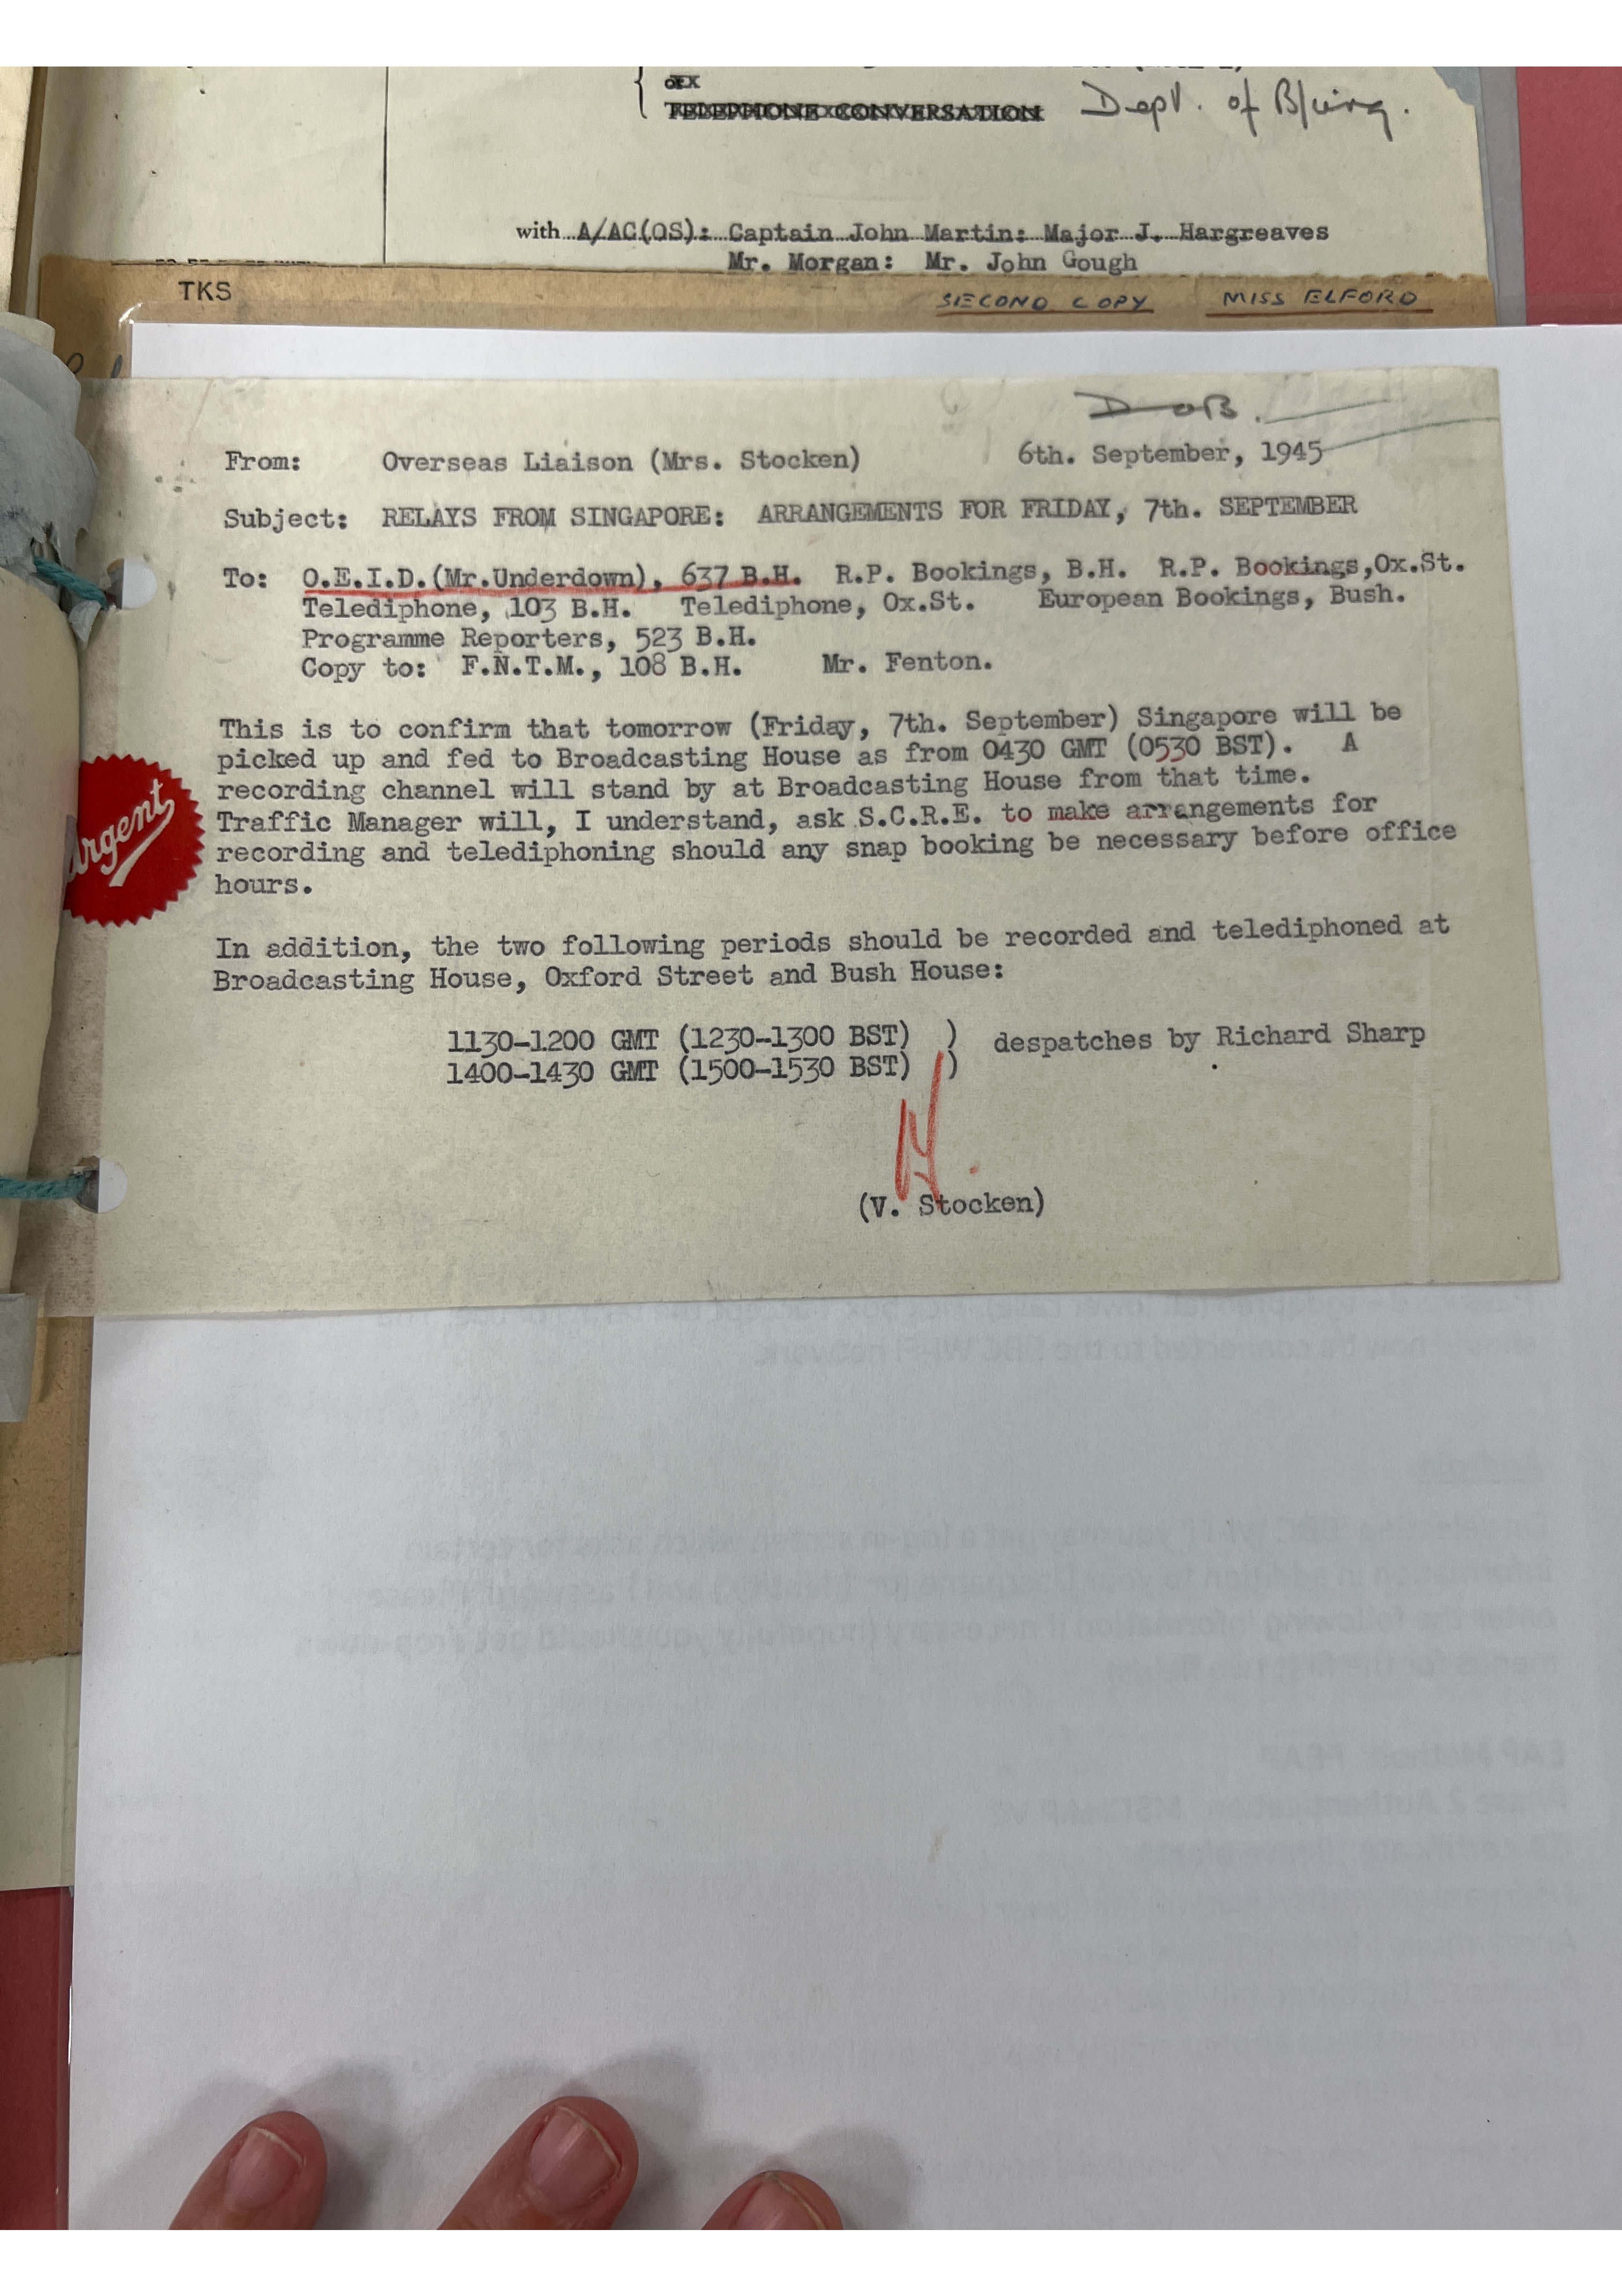 or
TELEPHONE CONVERSATION Dept. of B/ing.
with A/AC(OS): Captain John Martin: Major J. Hargreaves
Mr. Morgan: Mr. John Gough
TKS
SECOND COPY MISS ELFORD
D o B.
From: Overseas Liaison (Mrs. Stocken) 6th. September, 1945
Subject: RELAYS FROM SINGAPORE: ARRANGEMENTS FOR FRIDAY, 7th. SEPTEMBER
To: O.E.I.D.(Mr.Underdown), 637 B.H. R.P. Bookings, B.H. R.P. Bookings,Ox.St.
Telediphone, 103 B.H. Telediphone, Ox.St. European Bookings, Bush.
Programme Reporters, 523 B.H.
Copy to: F.N.T.M., 108 B.H. Mr. Fenton.
This is to confirm that tomorrow (Friday, 7th. September) Singapore will be
picked up and fed to Broadcasting House as from 0430 GMT (0530 BST). A
recording channel will stand by at Broadcasting House from that time.
Traffic Manager will, I understand, ask S.C.R.E. to make arrangements for
recording and telediphoning should any snap booking be necessary before office
hours.
Urgent
In addition, the two following periods should be recorded and telediphoned at
Broadcasting House, Oxford Street and Bush House:
1130-1200 GMT (1230-1300 BST) ) despatches by Richard Sharp
1400-1430 GMT (1500-1530 BST) )
(V. Stocken)